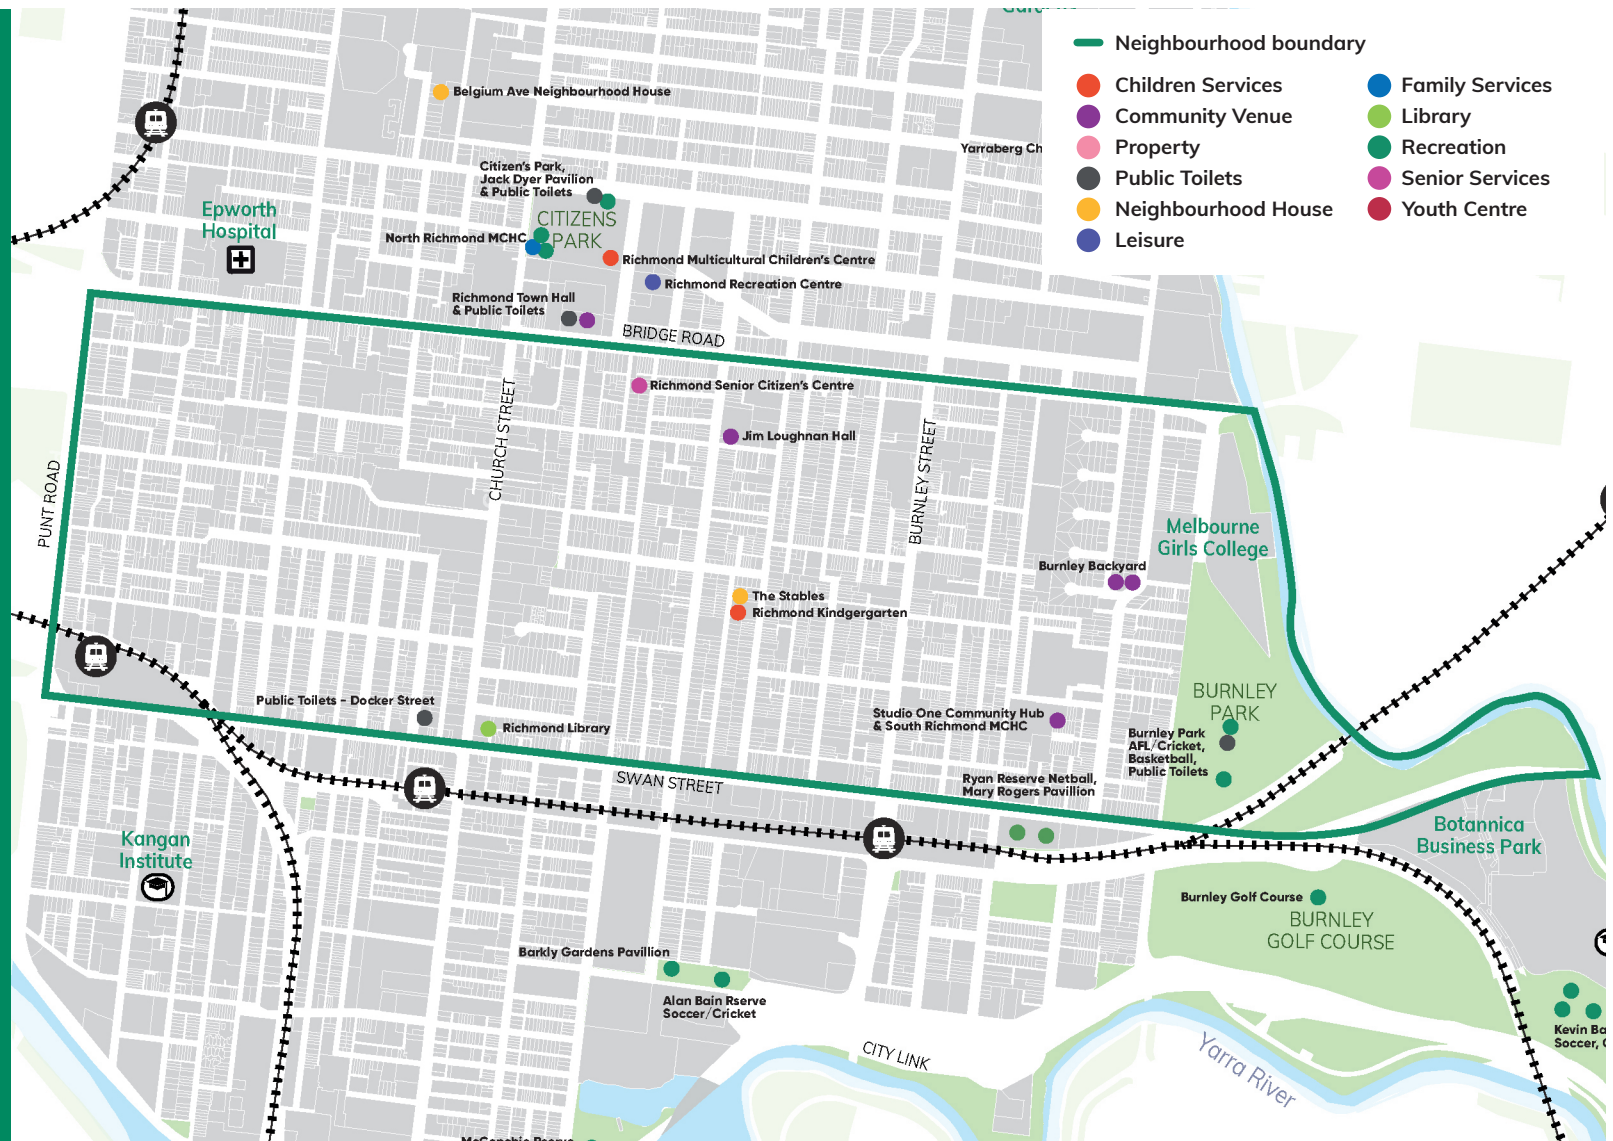 Neighbourhood boundary
Children Services
Community Venue
Property
Public Toilets
Neighbourhood House
Leisure
Family Services
Library
Recreation
Senior Services
Youth Centre
Belgium Ave Neighbourhood House
Yarraberg Ch
Citizen's Park,
Jack Dyer Pavilion
& Public Toilets
Epworth
Hospital
CITIZENS
PARK
North Richmond MCHC
Richmond Multicultural Children's Centre
Richmond Recreation Centre
Richmond Town Hall
& Public Toilets
BRIDGE ROAD
Richmond Senior Citizen's Centre
CHURCH STREET
Jim Loughnan Hall
BURNLEY STREET
PUNT ROAD
Melbourne
Girls College
Burnley Backyard
The Stables
Richmond Kindgergarten
Public Toilets - Docker Street
Richmond Library
Studio One Community Hub
& South Richmond MCHC
BURNLEY
PARK
Burnley Park
AFL/Cricket,
Basketball,
Public Toilets
SWAN STREET
Ryan Reserve Netball,
Mary Rogers Pavillion
Kangan
Institute
Botannica
Business Park
Burnley Golf Course
BURNLEY
GOLF COURSE
Barkly Gardens Pavillion
Alan Bain Rserve
Soccer/Cricket
CITY LINK
Yarra River
Kevin Ba
Soccer, C